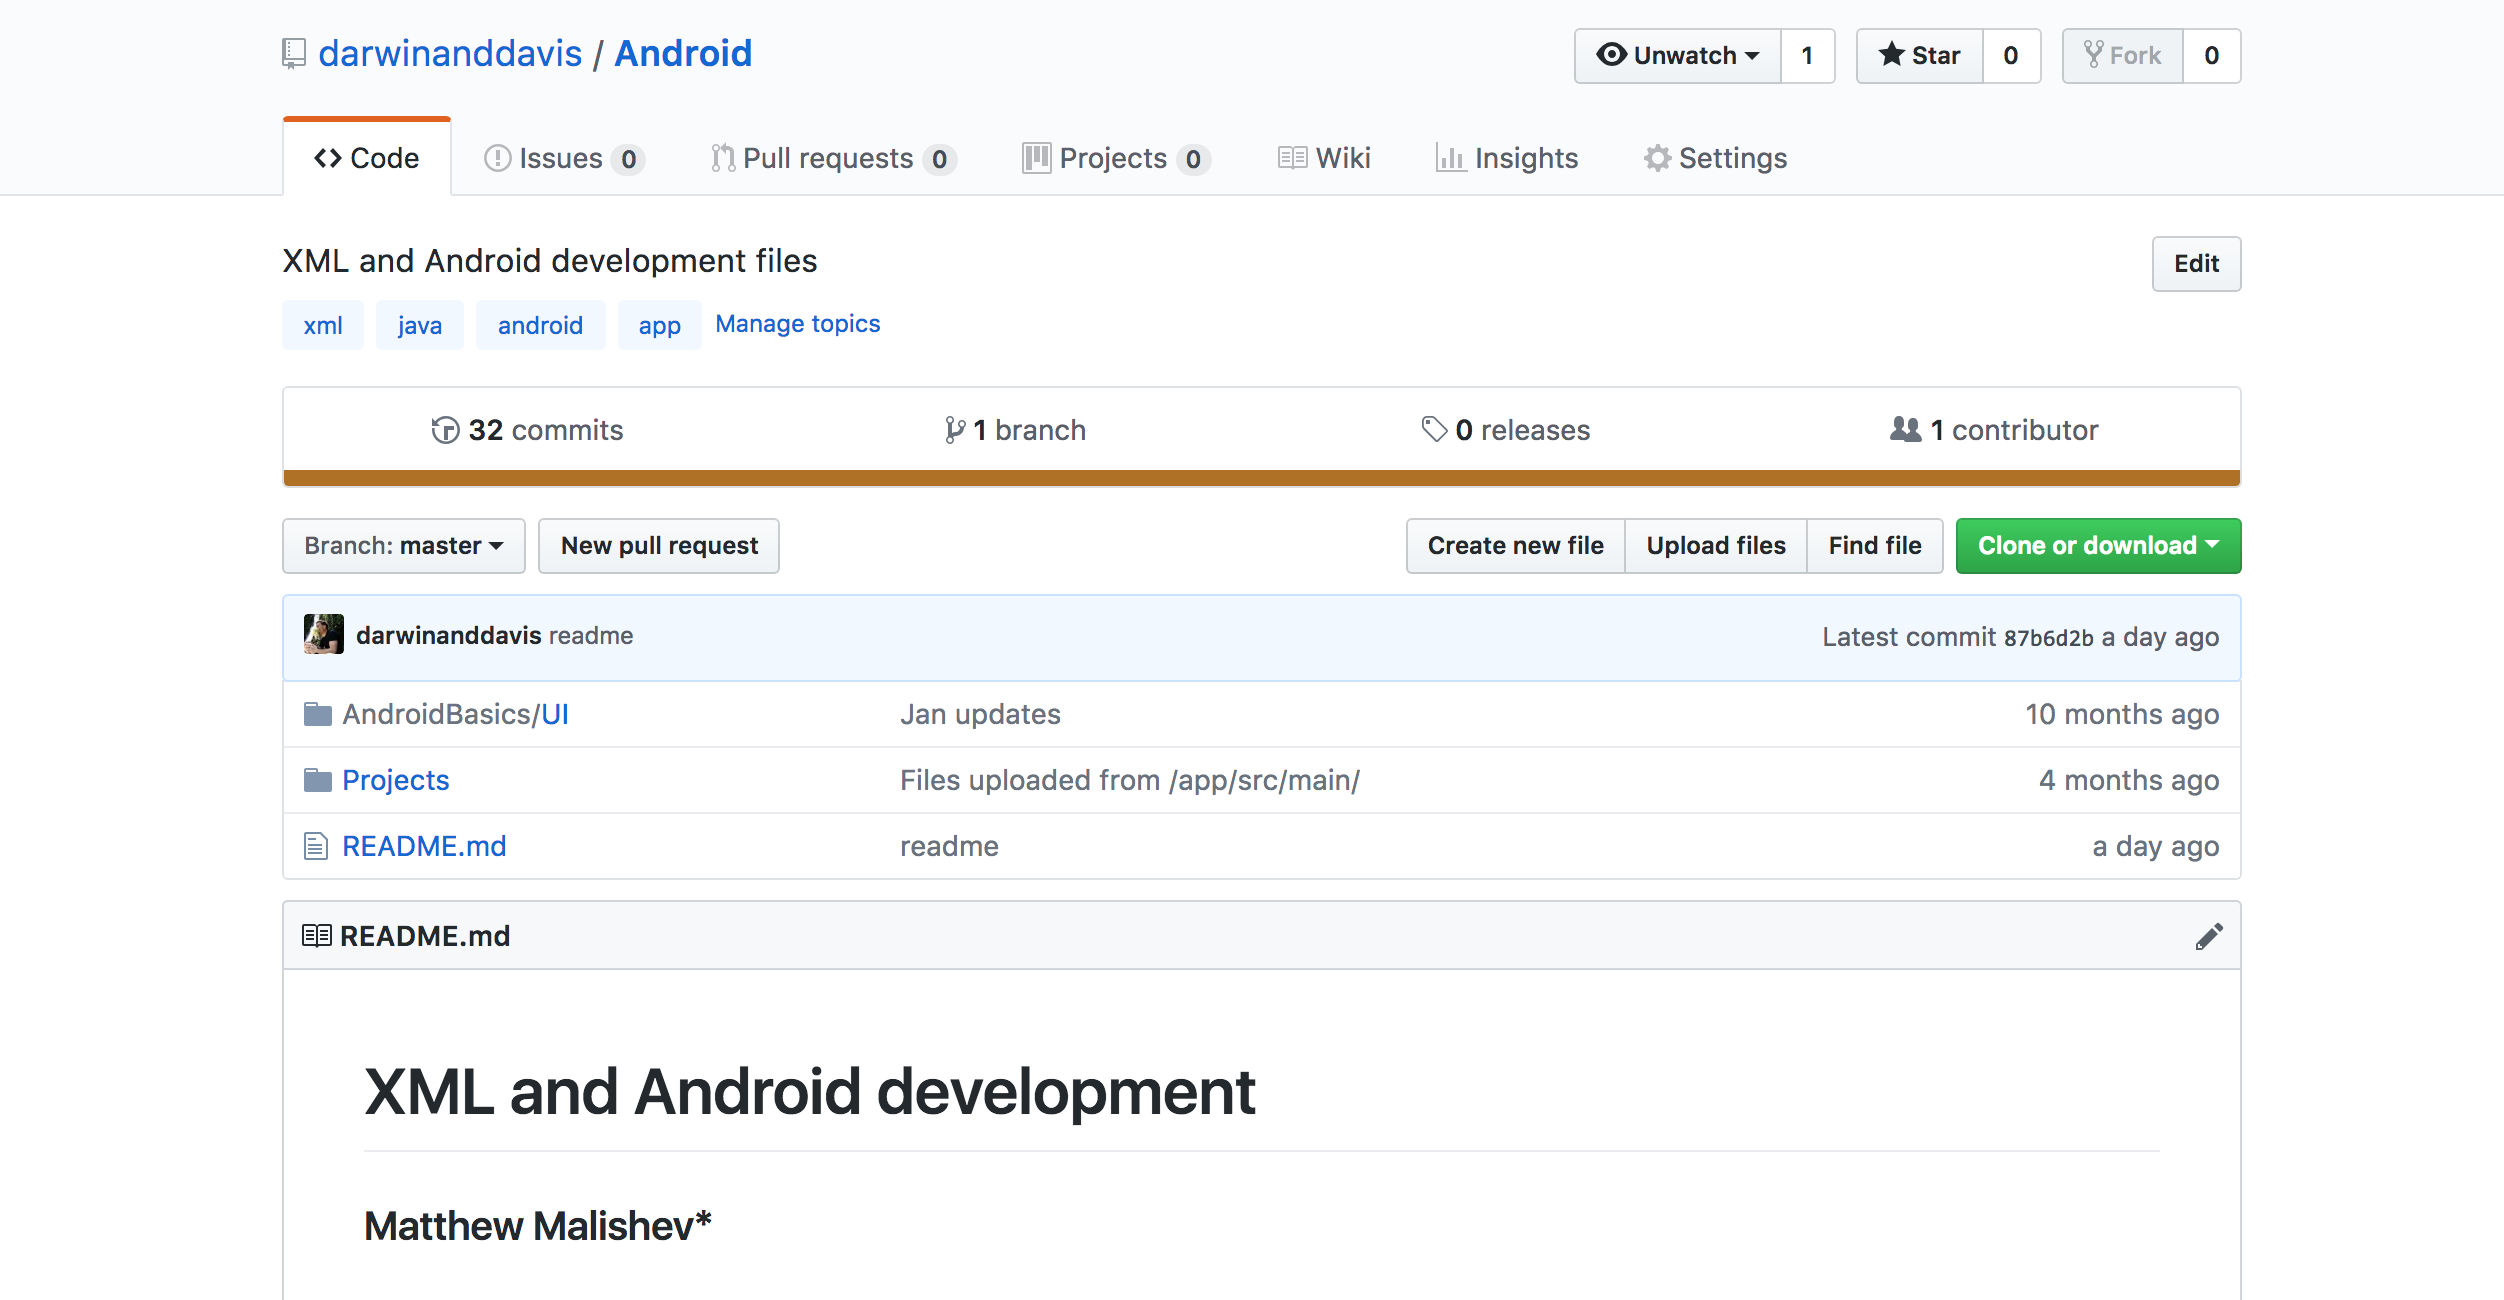 darwinanddavis / Android
Unwatch 1 Star 0 Fork 0
Code Issues 0 Pull requests 0 Projects 0 Wiki Insights Settings
XML and Android development files
Edit
xml java android app Manage topics
32 commits 1 branch 0 releases 1 contributor
Branch: master New pull request Create new file Upload files Find file Clone or download
darwinanddavis readme Latest commit 87b6d2b a day ago
AndroidBasics/UI Jan updates 10 months ago
Projects Files uploaded from /app/src/main/ 4 months ago
README.md readme a day ago
README.md
XML and Android development
Matthew Malishev*